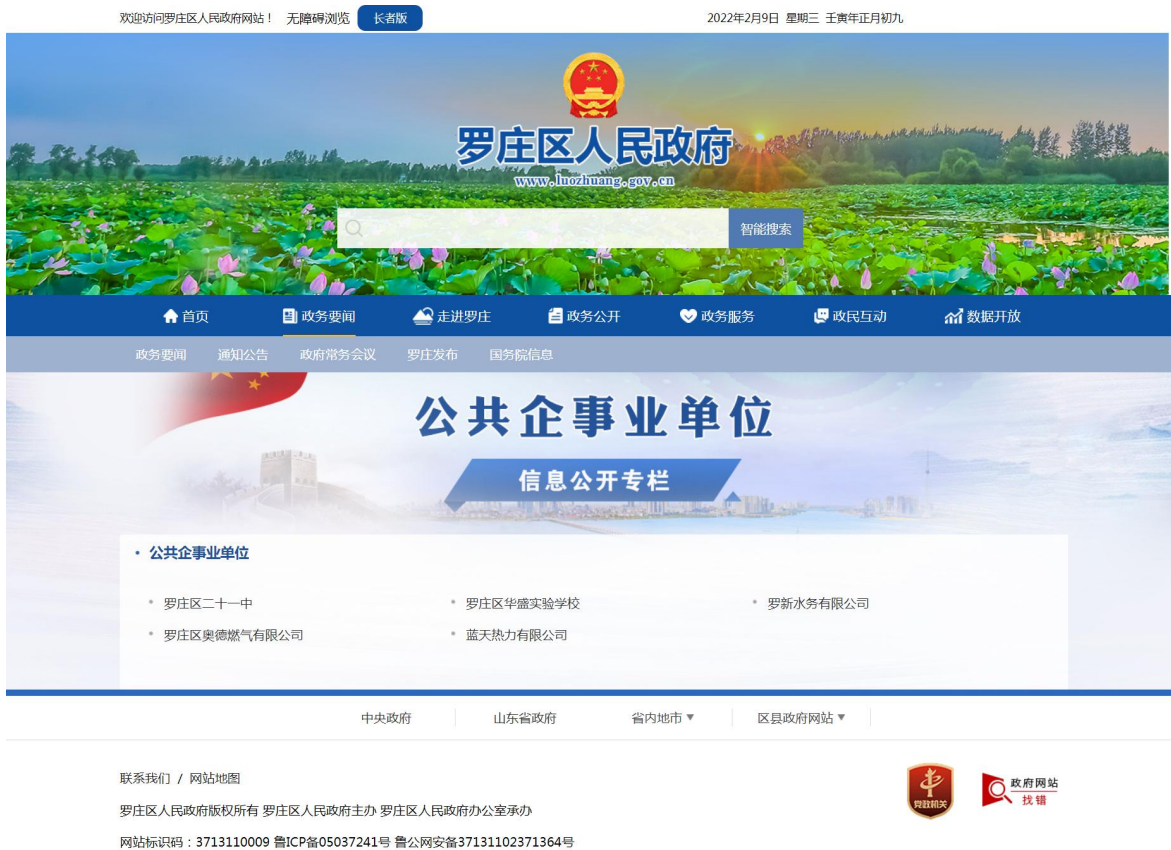 欢迎访问罗庄区人民政府网站！ 无障碍浏览 长者版 2022年2月9日 星期三 壬寅年正月初九
罗庄区人民政府
www.luozhuang.gov.cn
智能搜索
首页 政务要闻 走进罗庄 政务公开 政务服务 政民互动 数据开放
政务要闻 通知公告 政府常务会议 罗庄发布 国务院信息
公共企事业单位
信息公开专栏
• 公共企事业单位
罗庄区二十一中 罗庄区华盛实验学校 罗新水务有限公司
罗庄区奥德燃气有限公司 蓝天热力有限公司
中央政府 山东省政府 省内地市 区县政府网站
联系我们 / 网站地图
罗庄区人民政府版权所有 罗庄区人民政府主办 罗庄区人民政府办公室承办
网站标识码：3713110009 鲁ICP备05037241号 鲁公网安备37131102371364号
党政机关
政府网站
找错